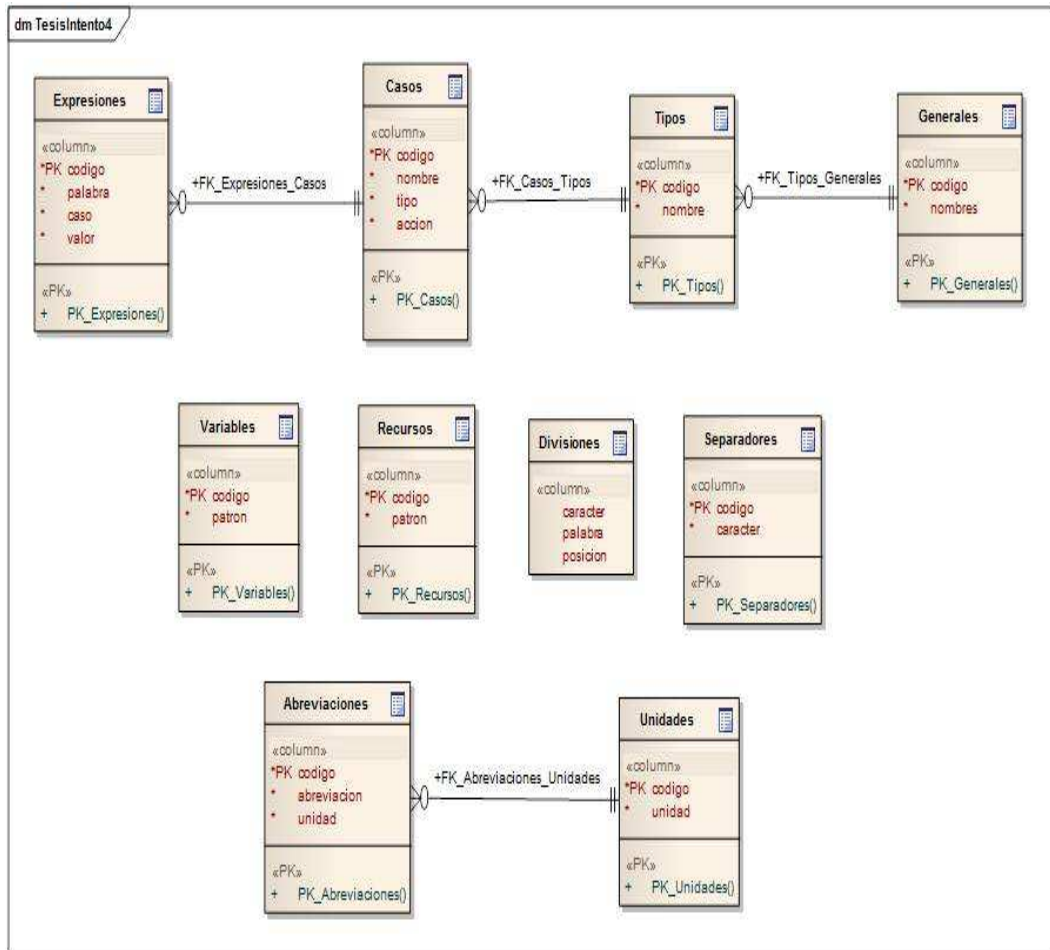 dm TesisIntento4
Expresiones
«column»
*PK codigo
* palabra
* caso
* valor
«PK»
+ PK_Expresiones()
+FK_Expresiones_Casos
Casos
«column»
*PK codigo
* nombre
* tipo
* accion
«PK»
+ PK_Casos()
+FK_Casos_Tipos
Tipos
«column»
*PK codigo
* nombre
«PK»
+ PK_Tipos()
+FK_Tipos_Generales
Generales
«column»
*PK codigo
* nombres
«PK»
+ PK_Generales()
Variables
«column»
*PK codigo
* patron
«PK»
+ PK_Variables()
Recursos
«column»
*PK codigo
* patron
«PK»
+ PK_Recursos()
Divisiones
«column»
caracter
palabra
posicion
Separadores
«column»
*PK codigo
* caracter
«PK»
+ PK_Separadores()
Abreviaciones
«column»
*PK codigo
* abreviacion
* unidad
«PK»
+ PK_Abreviaciones()
+FK_Abreviaciones_Unidades
Unidades
«column»
*PK codigo
* unidad
«PK»
+ PK_Unidades()